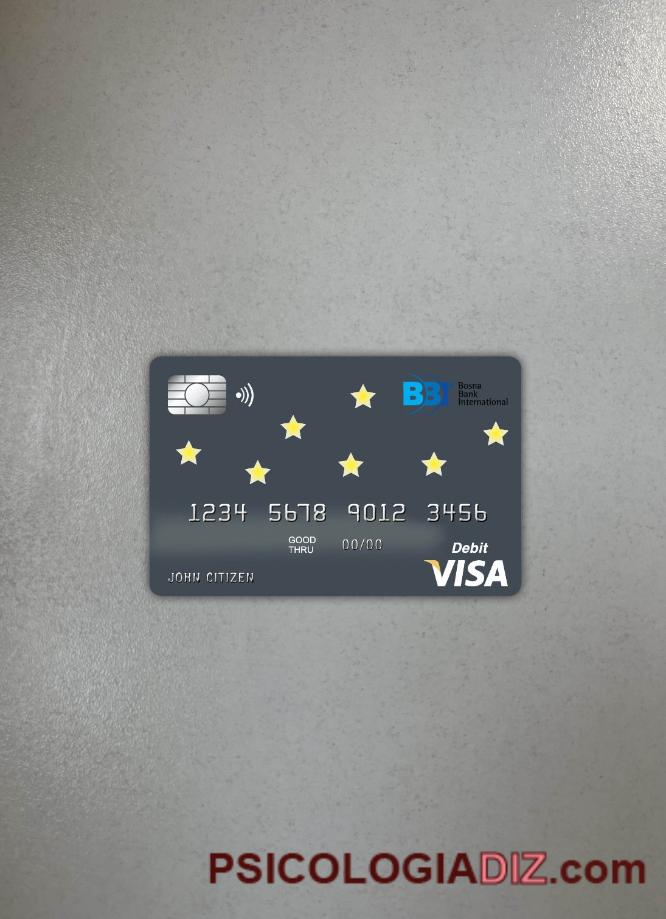 BBI
Bosna
Bank
International
1234 5678 9012 3456
GOOD
THRU
00/00
Debit
VISA
JOHN CITIZEN
PSICOLOGIADIZ.com